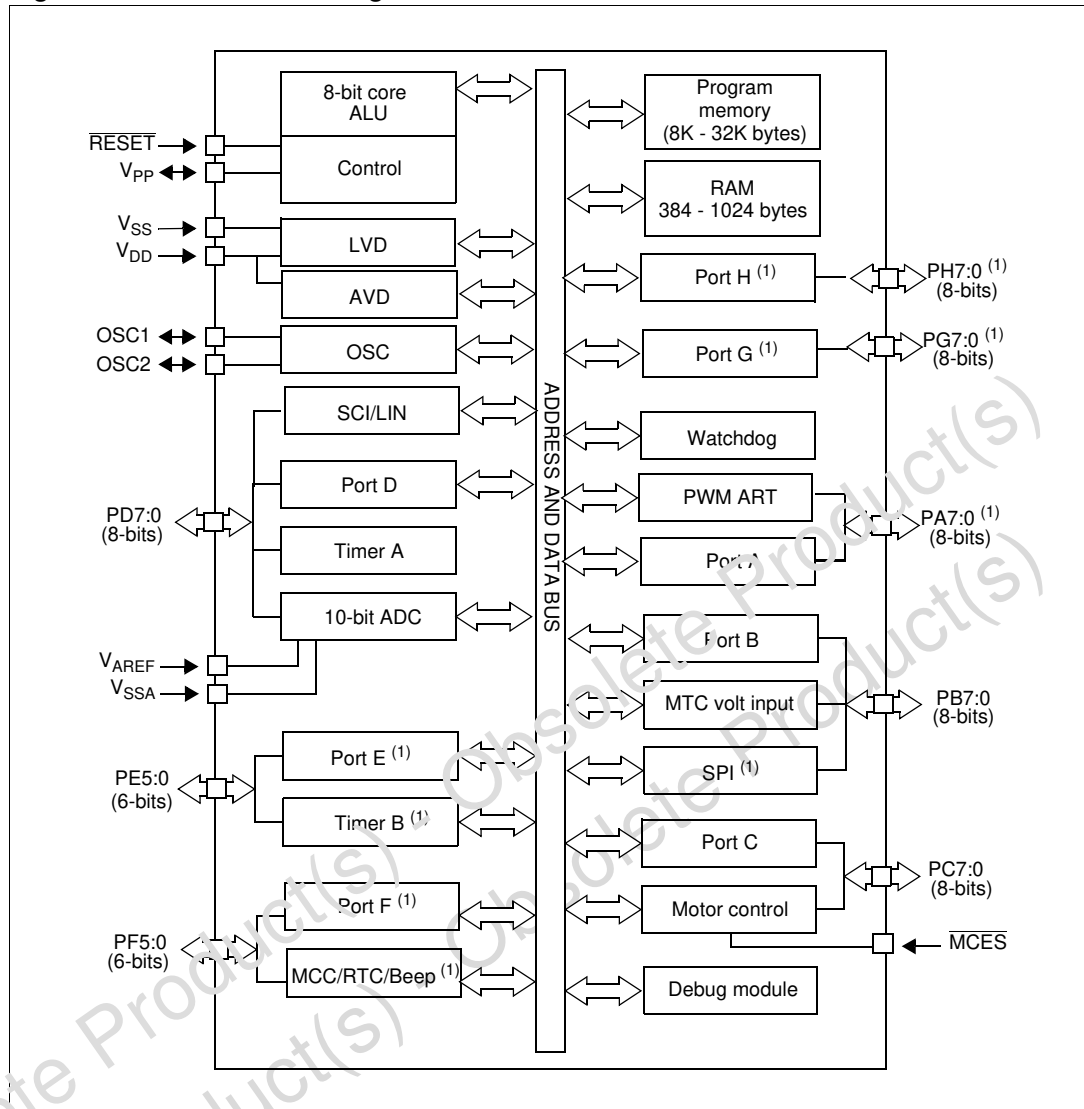 8-bit core
ALU
Control
RESET
VPP
VSS
VDD
LVD
AVD
OSC1
OSC2
OSC
SCI/LIN
Port D
PD7:0
(8-bits)
Timer A
10-bit ADC
VAREF
VSSA
Port E (1)
PE5:0
(6-bits)
Timer B (1)
Port F (1)
PF5:0
(6-bits)
MCC/RTC/Beep (1)
ADDRESS AND DATA BUS
Program
memory
(8K - 32K bytes)
RAM
384 - 1024 bytes
Port H (1)
PH7:0 (1)
(8-bits)
Port G (1)
PG7:0 (1)
(8-bits)
Watchdog
PWM ART
PA7:0 (1)
(8-bits)
Port A
Port B
MTC volt input
PB7:0
(8-bits)
SPI (1)
Port C
PC7:0
(8-bits)
Motor control
MCES
Debug module
Obsolete Product(s) - Obsolete Product(s)
Obsolete Product(s) - Obsolete Product(s)